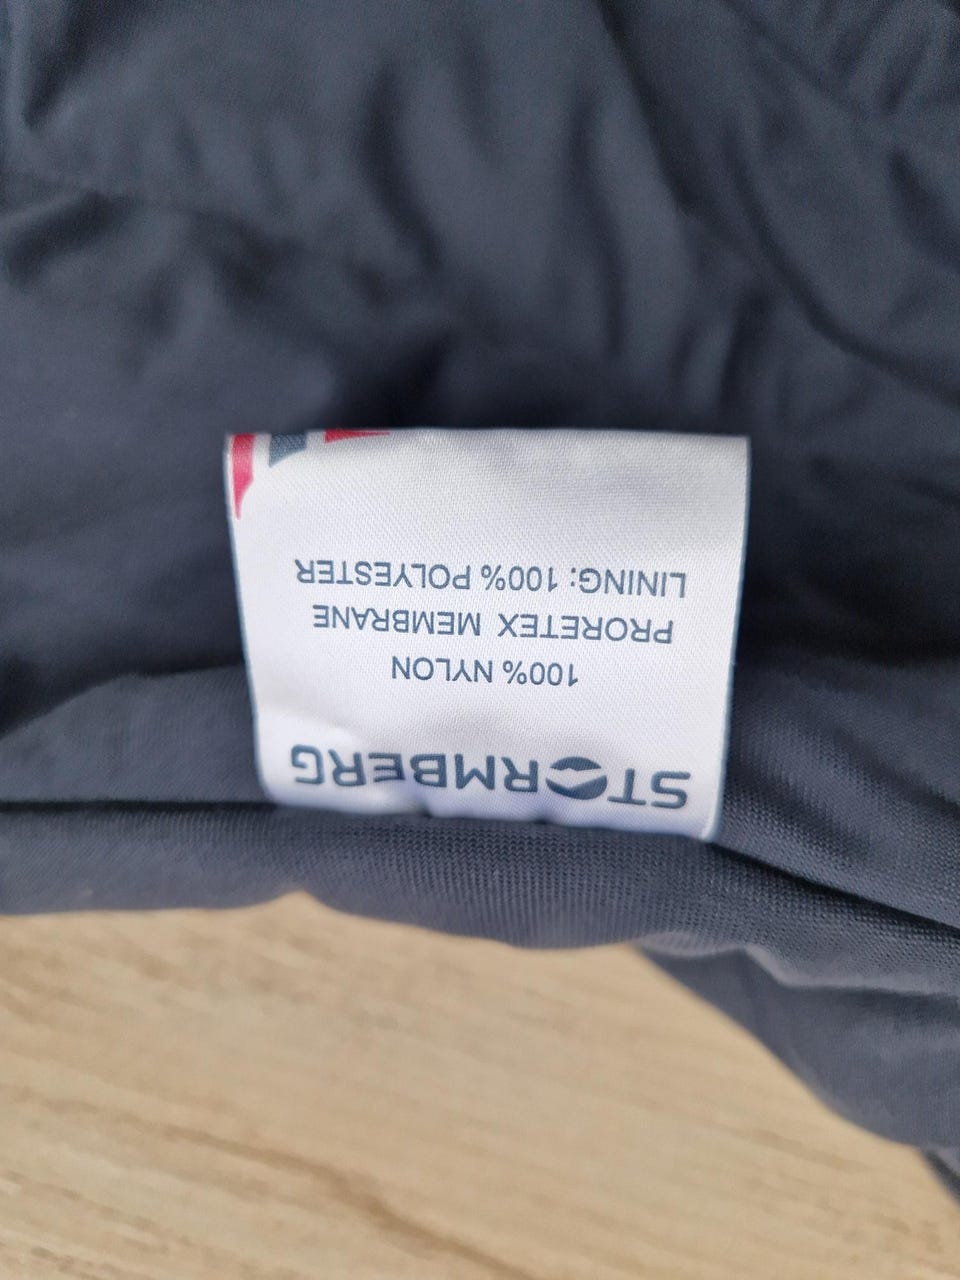 STORMBERG
100% NYLON
PRORETEX MEMBRANE
LINING: 100% POLYESTER